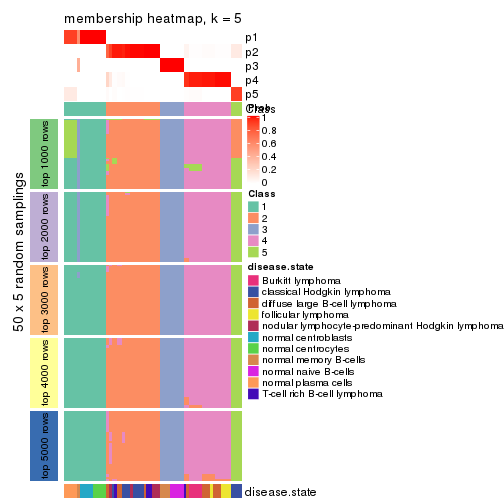 membership heatmap, k = 5
p1
p2
p3
p4
p5
Class
Prob
1
0.8
0.6
0.4
0.2
0
Class
1
2
3
4
5
disease.state
Burkitt lymphoma
classical Hodgkin lymphoma
diffuse large B-cell lymphoma
follicular lymphoma
nodular lymphocyte-predominant Hodgkin lymphoma
normal centroblasts
normal centrocytes
normal memory B-cells
normal naive B-cells
normal plasma cells
T-cell rich B-cell lymphoma
50 x 5 random samplings
top 1000 rows
top 2000 rows
top 3000 rows
top 4000 rows
top 5000 rows
disease.state